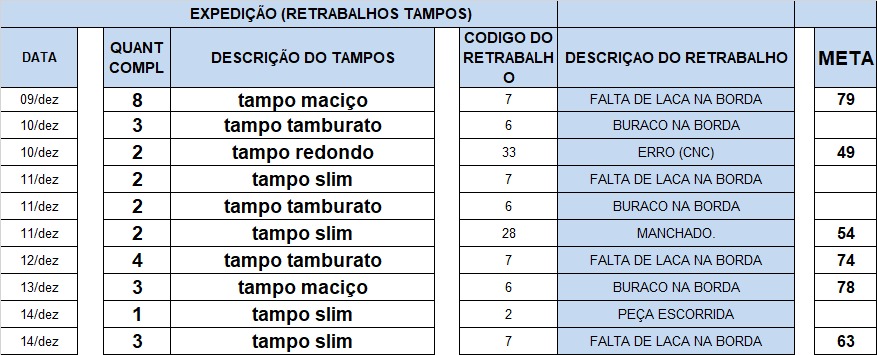 EXPEDIÇÃO (RETRABALHOS TAMPOS)
DATA QUANT COMPL DESCRIÇÃO DO TAMPOS CODIGO DO RETRABALHO DESCRIÇAO DO RETRABALHO META
09/dez 8 tampo maciço 7 FALTA DE LACA NA BORDA 79
10/dez 3 tampo tamburato 6 BURACO NA BORDA
10/dez 2 tampo redondo 33 ERRO (CNC) 49
11/dez 2 tampo slim 7 FALTA DE LACA NA BORDA
11/dez 2 tampo tamburato 6 BURACO NA BORDA
11/dez 2 tampo slim 28 MANCHADO. 54
12/dez 4 tampo tamburato 7 FALTA DE LACA NA BORDA 74
13/dez 3 tampo maciço 6 BURACO NA BORDA 78
14/dez 1 tampo slim 2 PEÇA ESCORRIDA
14/dez 3 tampo slim 7 FALTA DE LACA NA BORDA 63